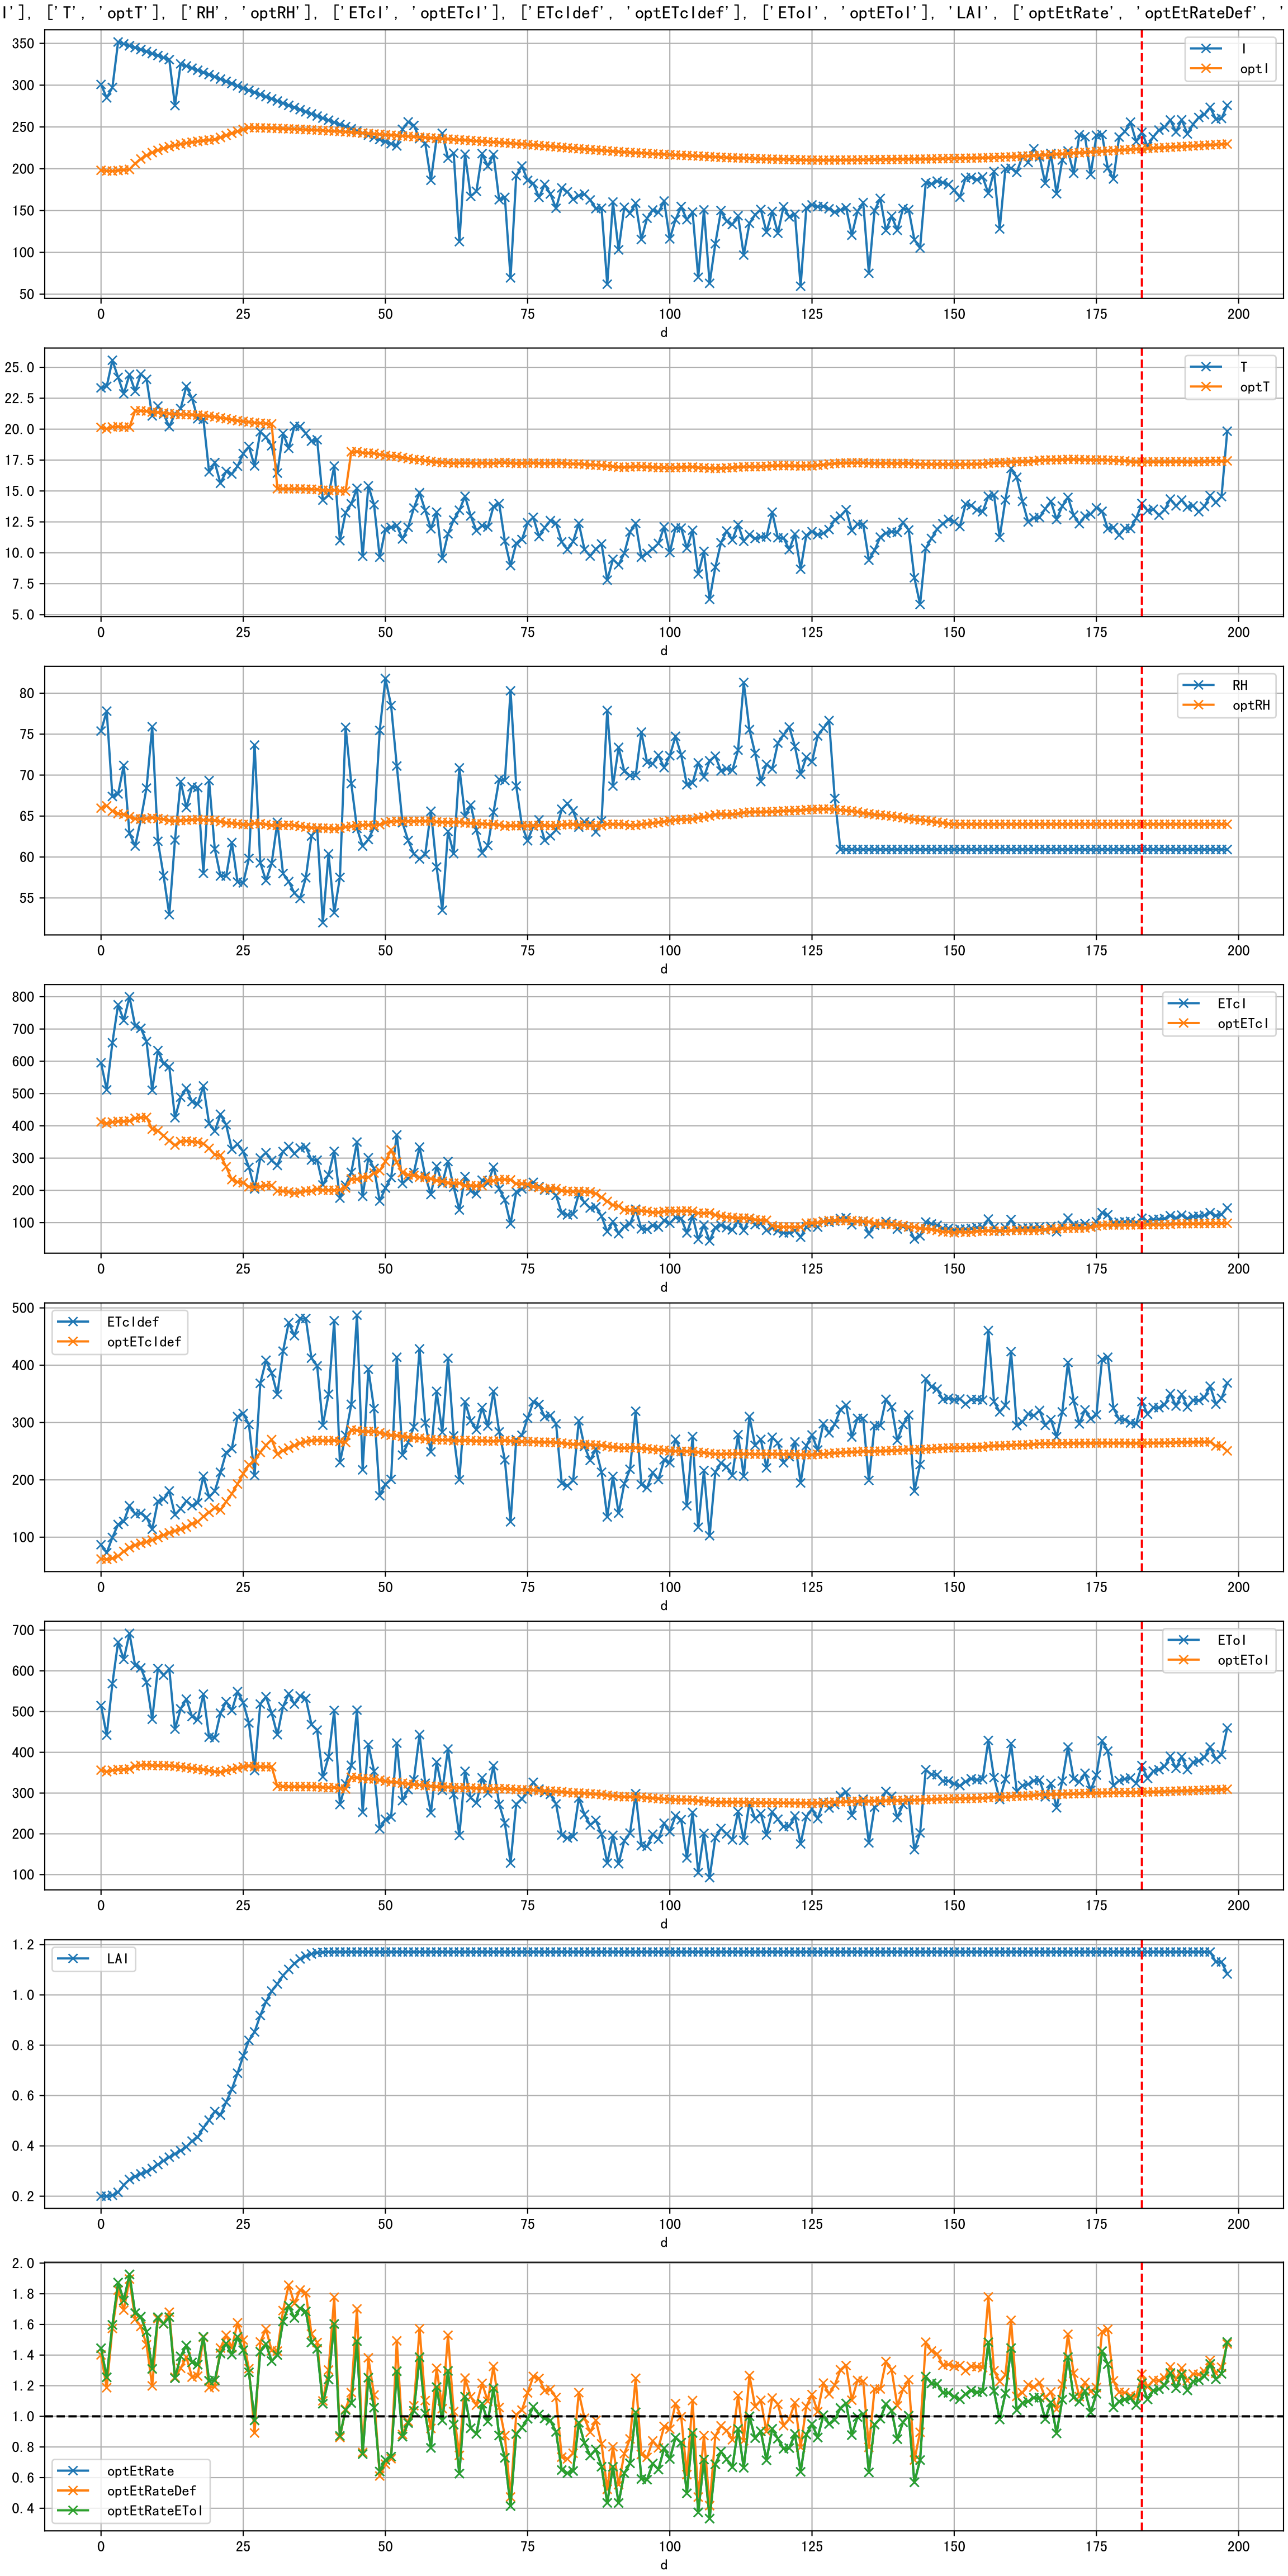 I'], ['T', 'optT'], ['RH', 'optRH'], ['ETcI', 'optETcI'], ['ETcIdef', 'optETcIdef'], ['EToI', 'optEToI'], 'LAI', ['optEtRate', 'optEtRateDef', '
350
300
250
200
150
100
50
I
optI
0 25 50 75 100 125 150 175 200
d
25.0
22.5
20.0
17.5
15.0
12.5
10.0
7.5
5.0
T
optT
0 25 50 75 100 125 150 175 200
d
80
75
70
65
60
55
RH
optRH
0 25 50 75 100 125 150 175 200
d
800
700
600
500
400
300
200
100
ETcI
optETcI
0 25 50 75 100 125 150 175 200
d
500
400
300
200
100
ETcIdef
optETcIdef
0 25 50 75 100 125 150 175 200
d
700
600
500
400
300
200
100
EToI
optEToI
0 25 50 75 100 125 150 175 200
d
1.2
1.0
0.8
0.6
0.4
0.2
LAI
0 25 50 75 100 125 150 175 200
d
2.0
1.8
1.6
1.4
1.2
1.0
0.8
0.6
0.4
optEtRate
optEtRateDef
optEtRateEToI
0 25 50 75 100 125 150 175 200
d